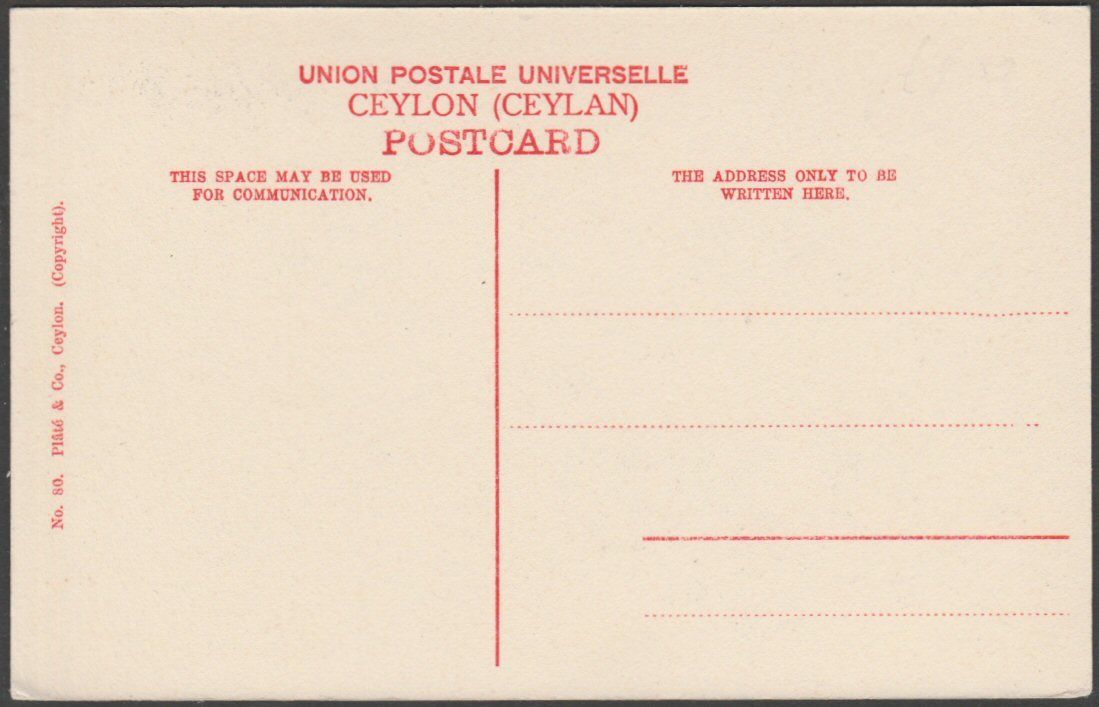 UNION POSTALE UNIVERSELLE
CEYLON (CEYLAN)
POSTCARD
THIS SPACE MAY BE USED
FOR COMMUNICATION.
THE ADDRESS ONLY TO BE
WRITTEN HERE.
No. 80. Plâté & Co., Ceylon. (Copyright).